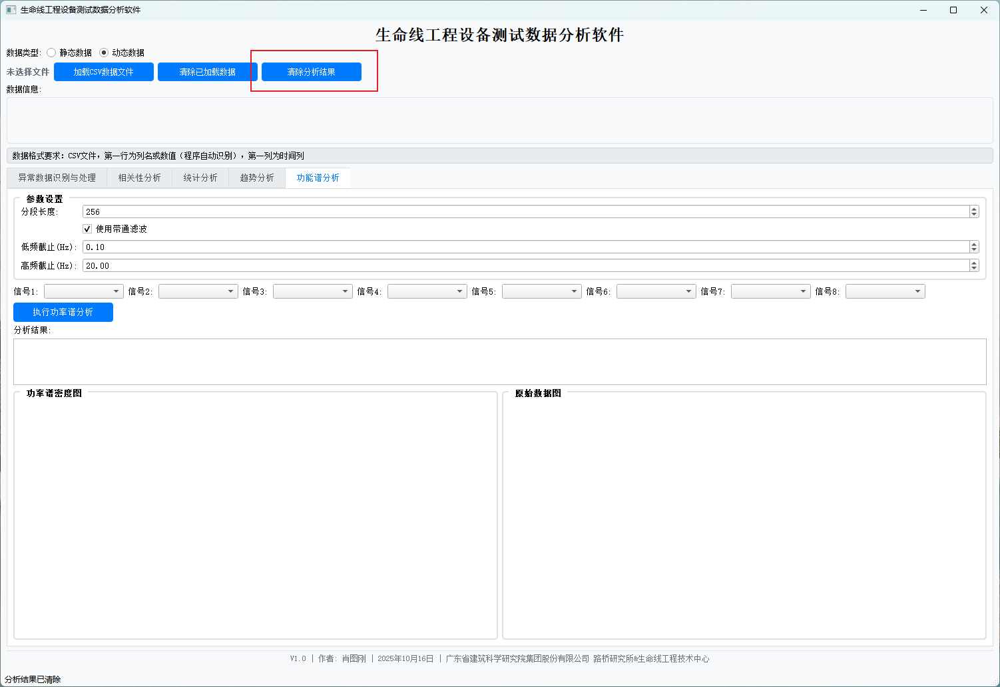 生命线工程设备测试数据分析软件
生命线工程设备测试数据分析软件
数据类型: 静态数据 动态数据
未选择文件 加载CSV数据文件 清除已加载数据 清除分析结果
数据信息:
数据格式要求: CSV文件, 第一行为列名或数值 (程序自动识别) , 第一列为时间列
异常数据识别与处理 相关性分析 统计分析 趋势分析 功能谱分析
参数设置
分段长度: 256
使用带通滤波
低频截止(Hz): 0.10
高频截止(Hz): 20.00
信号1: 信号2: 信号3: 信号4: 信号5: 信号6: 信号7: 信号8:
执行功率谱分析
分析结果:
功率谱密度图 原始数据图
V1.0 | 作者: 肖图刚 | 2025年10月16日 | 广东省建筑科学研究院集团股份有限公司 路桥研究所&生命线工程技术中心
分析结果已清除